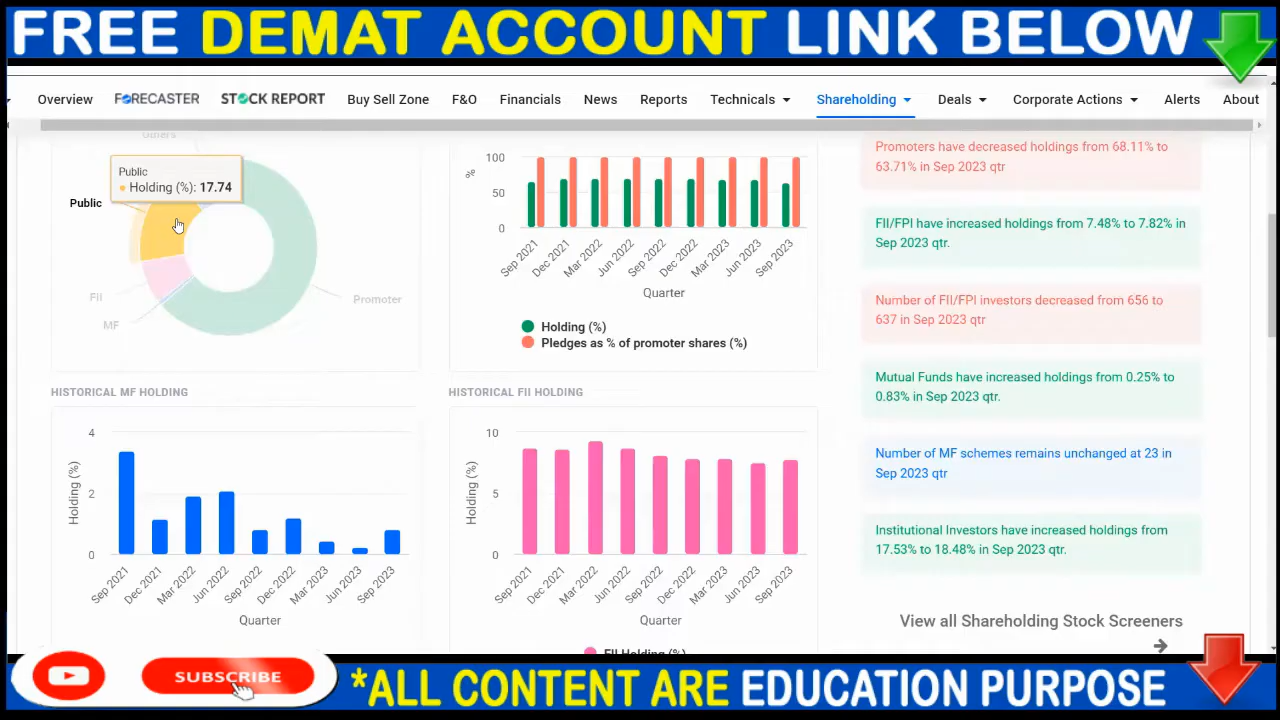 FREE DEMAT ACCOUNT LINK BELOW
Overview FORECASTER STOCK REPORT Buy Sell Zone F&O Financials News Reports Technicals Shareholding Deals Corporate Actions Alerts About
Others
Public
Holding (%): 17.74
Public
FII
MF
Promoter
100
50
0
%
Sep 2021 Dec 2021 Mar 2022 Jun 2022 Sep 2022 Dec 2022 Mar 2023 Jun 2023 Sep 2023
Quarter
Holding (%)
Pledges as % of promoter shares (%)
Promoters have decreased holdings from 68.11% to
63.71% in Sep 2023 qtr
FII/FPI have increased holdings from 7.48% to 7.82% in
Sep 2023 qtr.
Number of FII/FPI investors decreased from 656 to
637 in Sep 2023 qtr
Mutual Funds have increased holdings from 0.25% to
0.83% in Sep 2023 qtr.
Number of MF schemes remains unchanged at 23 in
Sep 2023 qtr
Institutional Investors have increased holdings from
17.53% to 18.48% in Sep 2023 qtr.
View all Shareholding Stock Screeners
HISTORICAL MF HOLDING
4
2
0
Holding (%)
Sep 2021 Dec 2021 Mar 2022 Jun 2022 Sep 2022 Dec 2022 Mar 2023 Jun 2023 Sep 2023
Quarter
HISTORICAL FII HOLDING
10
5
0
Holding (%)
Sep 2021 Dec 2021 Mar 2022 Jun 2022 Sep 2022 Dec 2022 Mar 2023 Jun 2023 Sep 2023
Quarter
FII Holding (%)
SUBSCRIBE
*ALL CONTENT ARE EDUCATION PURPOSE